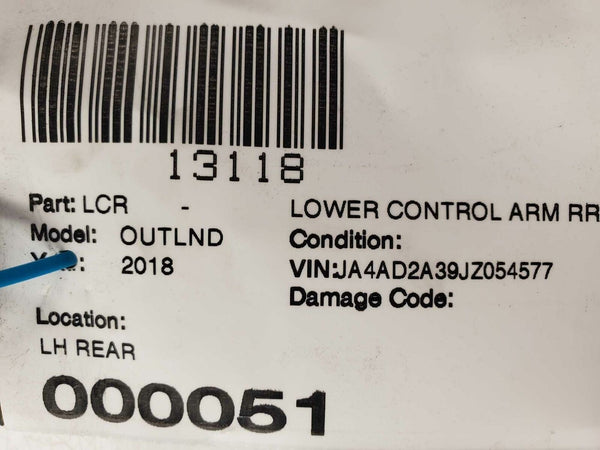 13118
Part: LCR - LOWER CONTROL ARM RR
Model: OUTLND Condition:
2018 VIN:JA4AD2A39JZ054577
Damage Code:
Location:
LH REAR
000051